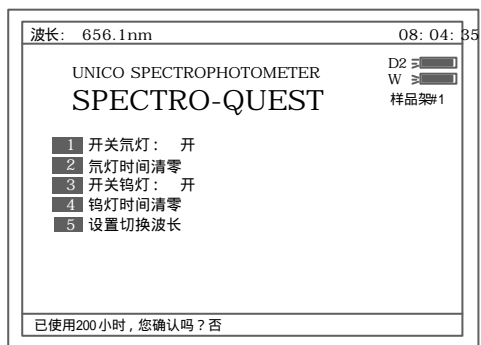 波长： 656.1nm 08: 04: 35
D2
UNICO SPECTROPHOTOMETER
W
SPECTRO-QUEST
样品架#1
1 开关氘灯： 开
2 氘灯时间清零
3 开关钨灯： 开
4 钨灯时间清零
5 设置切换波长
已使用200小时，您确认吗？否